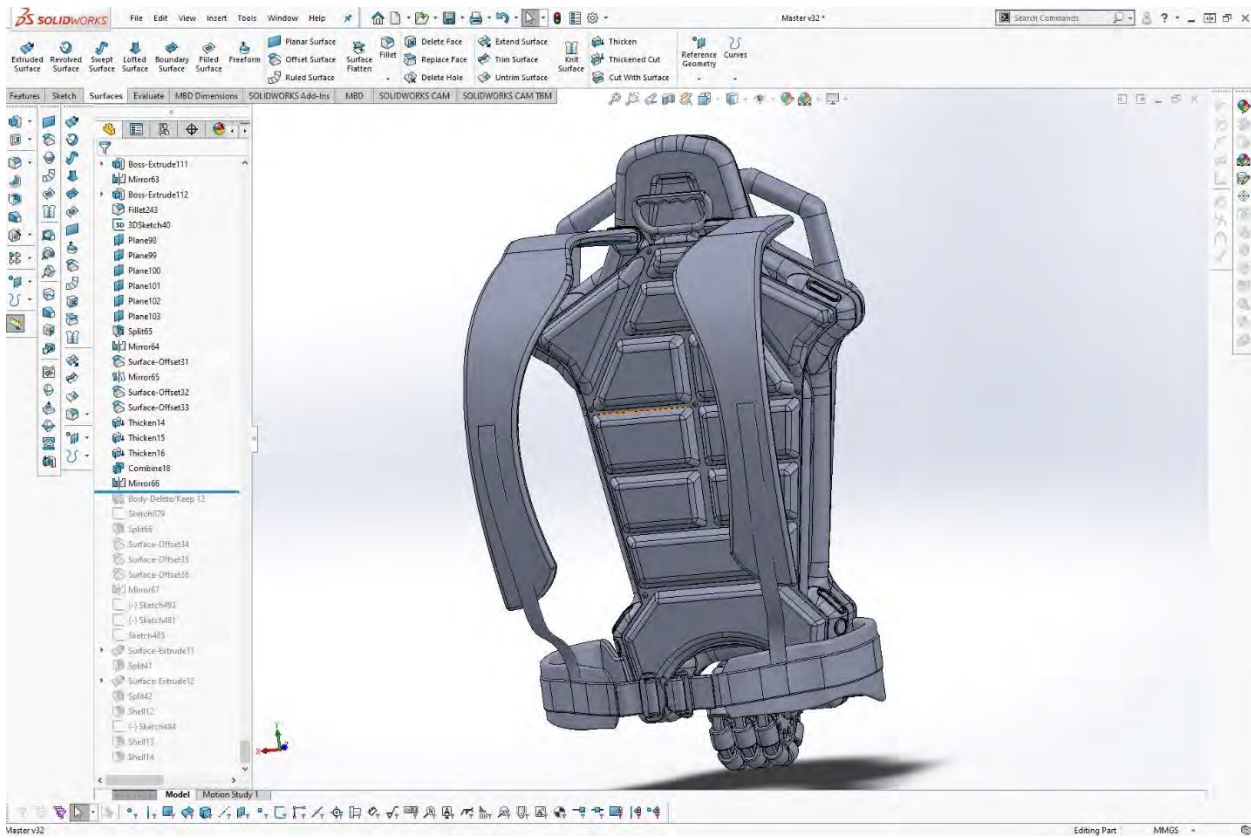 SOLIDWORKS File Edit View Insert Tools Window Help Master v32 * Search Commands
Extruded Surface
Revolved Surface
Swept Surface
Lofted Surface
Boundary Surface
Filled Surface
Freeform
Planar Surface
Offset Surface
Ruled Surface
Surface Flatten
Fillet
Delete Face
Replace Face
Delete Hole
Extend Surface
Trim Surface
Untrim Surface
Knit Surface
Thicken
Thickened Cut
Cut With Surface
Reference Geometry
Curves
Features Sketch Surfaces Evaluate MBD Dimensions SOLIDWORKS Add-Ins MBD SOLIDWORKS CAM SOLIDWORKS CAM TBM
Boss-Extrude111
Mirror63
Boss-Extrude112
Fillet243
3DSketch40
Plane98
Plane99
Plane100
Plane101
Plane102
Plane103
Split65
Mirror64
Surface-Offset31
Mirror65
Surface-Offset32
Surface-Offset33
Thicken14
Thicken15
Thicken16
Combine18
Mirror66
Body-Delete/Keep 12
Sketch579
Split66
Surface-Offset34
Surface-Offset35
Surface-Offset36
Mirror67
(-) Sketch493
(-) Sketch481
Sketch483
Surface-Extrude11
Split41
Surface-Extrude12
Split42
Shell12
(-) Sketch484
Shell13
Shell14
Model Motion Study 1
Master v32 Editing Part MMGS